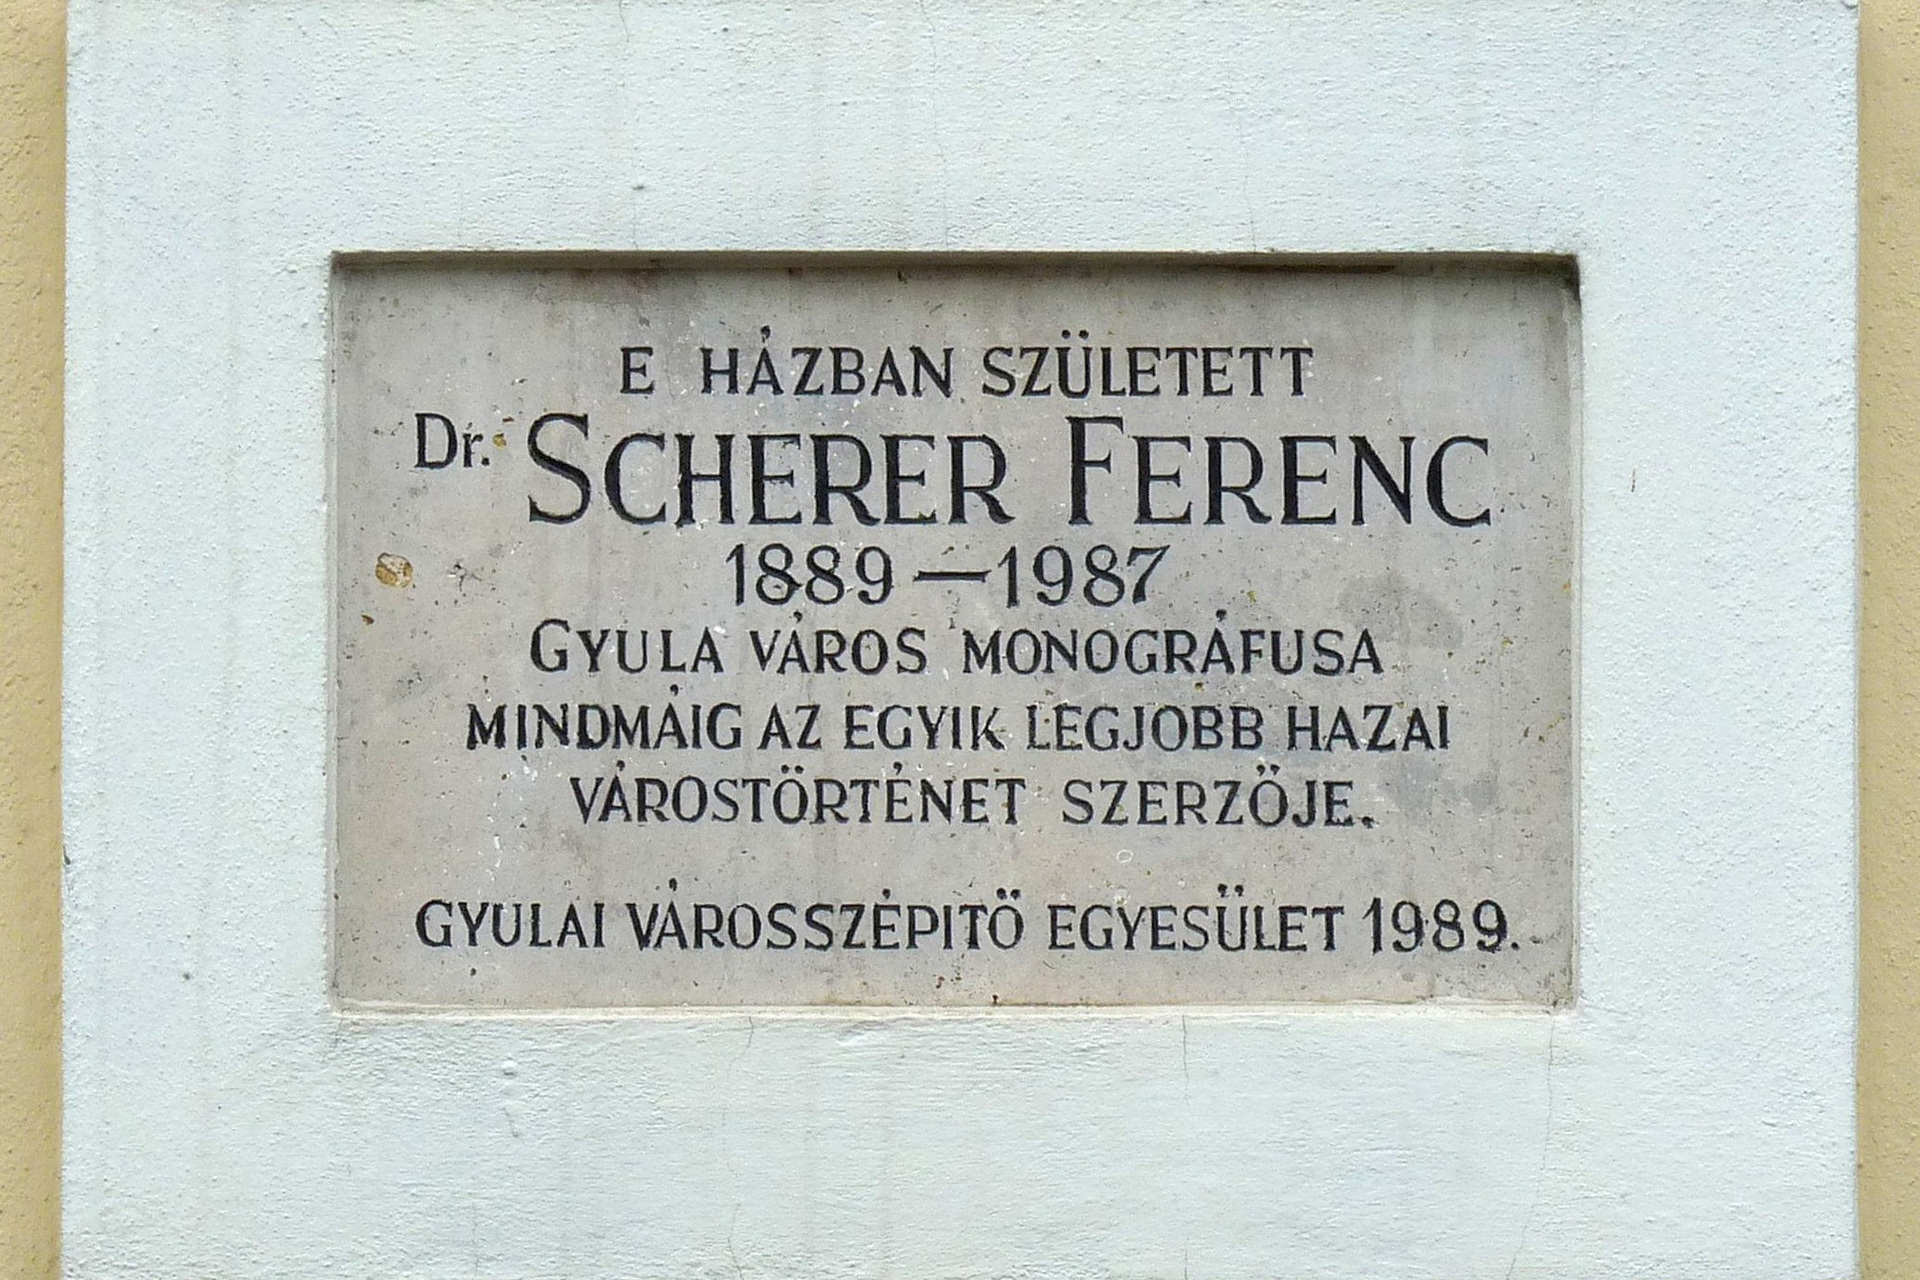 E HÁZBAN SZÜLETETT
Dr. SCHERER FERENC
1889 — 1987
GYULA VÁROS MONOGRÁFUSA
MINDMÁIG AZ EGYIK LEGJOBB HAZAI
VÁROSTÖRTÉNET SZERZÖJE.
GYULAI VÁROSSZÉPITÖ EGYESÜLET 1989.